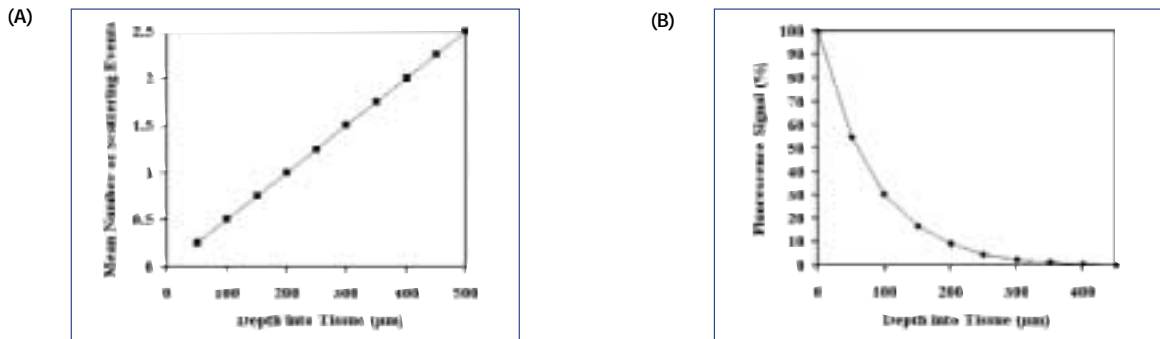 (A)
Mean Number of Scattering Events
2.5
2
1.5
1
0.5
0
0 100 200 300 400 500
Depth into Tissue (μm)
(B)
Fluorescence Signal (%)
100
90
80
70
60
50
40
30
20
10
0
0 100 200 300 400
Depth into Tissue (μm)